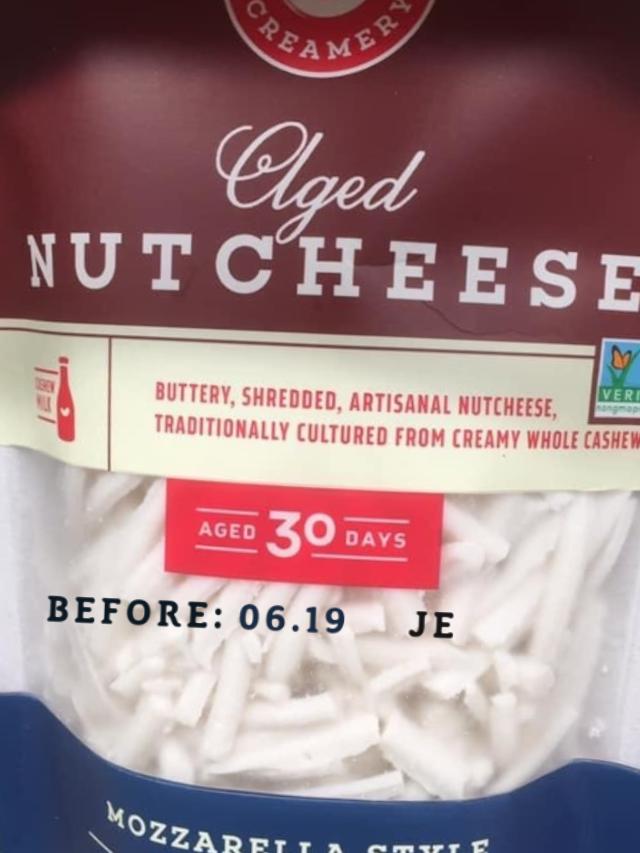 CREAMERY
Aged
NUTCHEESE
CASHEW
MILK
BUTTERY, SHREDDED, ARTISANAL NUTCHEESE,
TRADITIONALLY CULTURED FROM CREAMY WHOLE CASHEW
VERI
nongmop
AGED 30 DAYS
BEFORE: 06.19 JE
MOZZARELLA STYLE